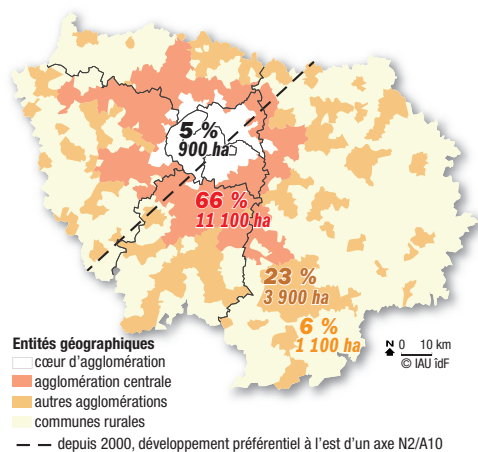 5 %
900 ha
66 %
11 100 ha
23 %
3 900 ha
6 %
1 100 ha
Entités géographiques
cœur d'agglomération
agglomération centrale
autres agglomérations
communes rurales
N 0 10 km
© IAU îdF
depuis 2000, développement préférentiel à l'est d'un axe N2/A10